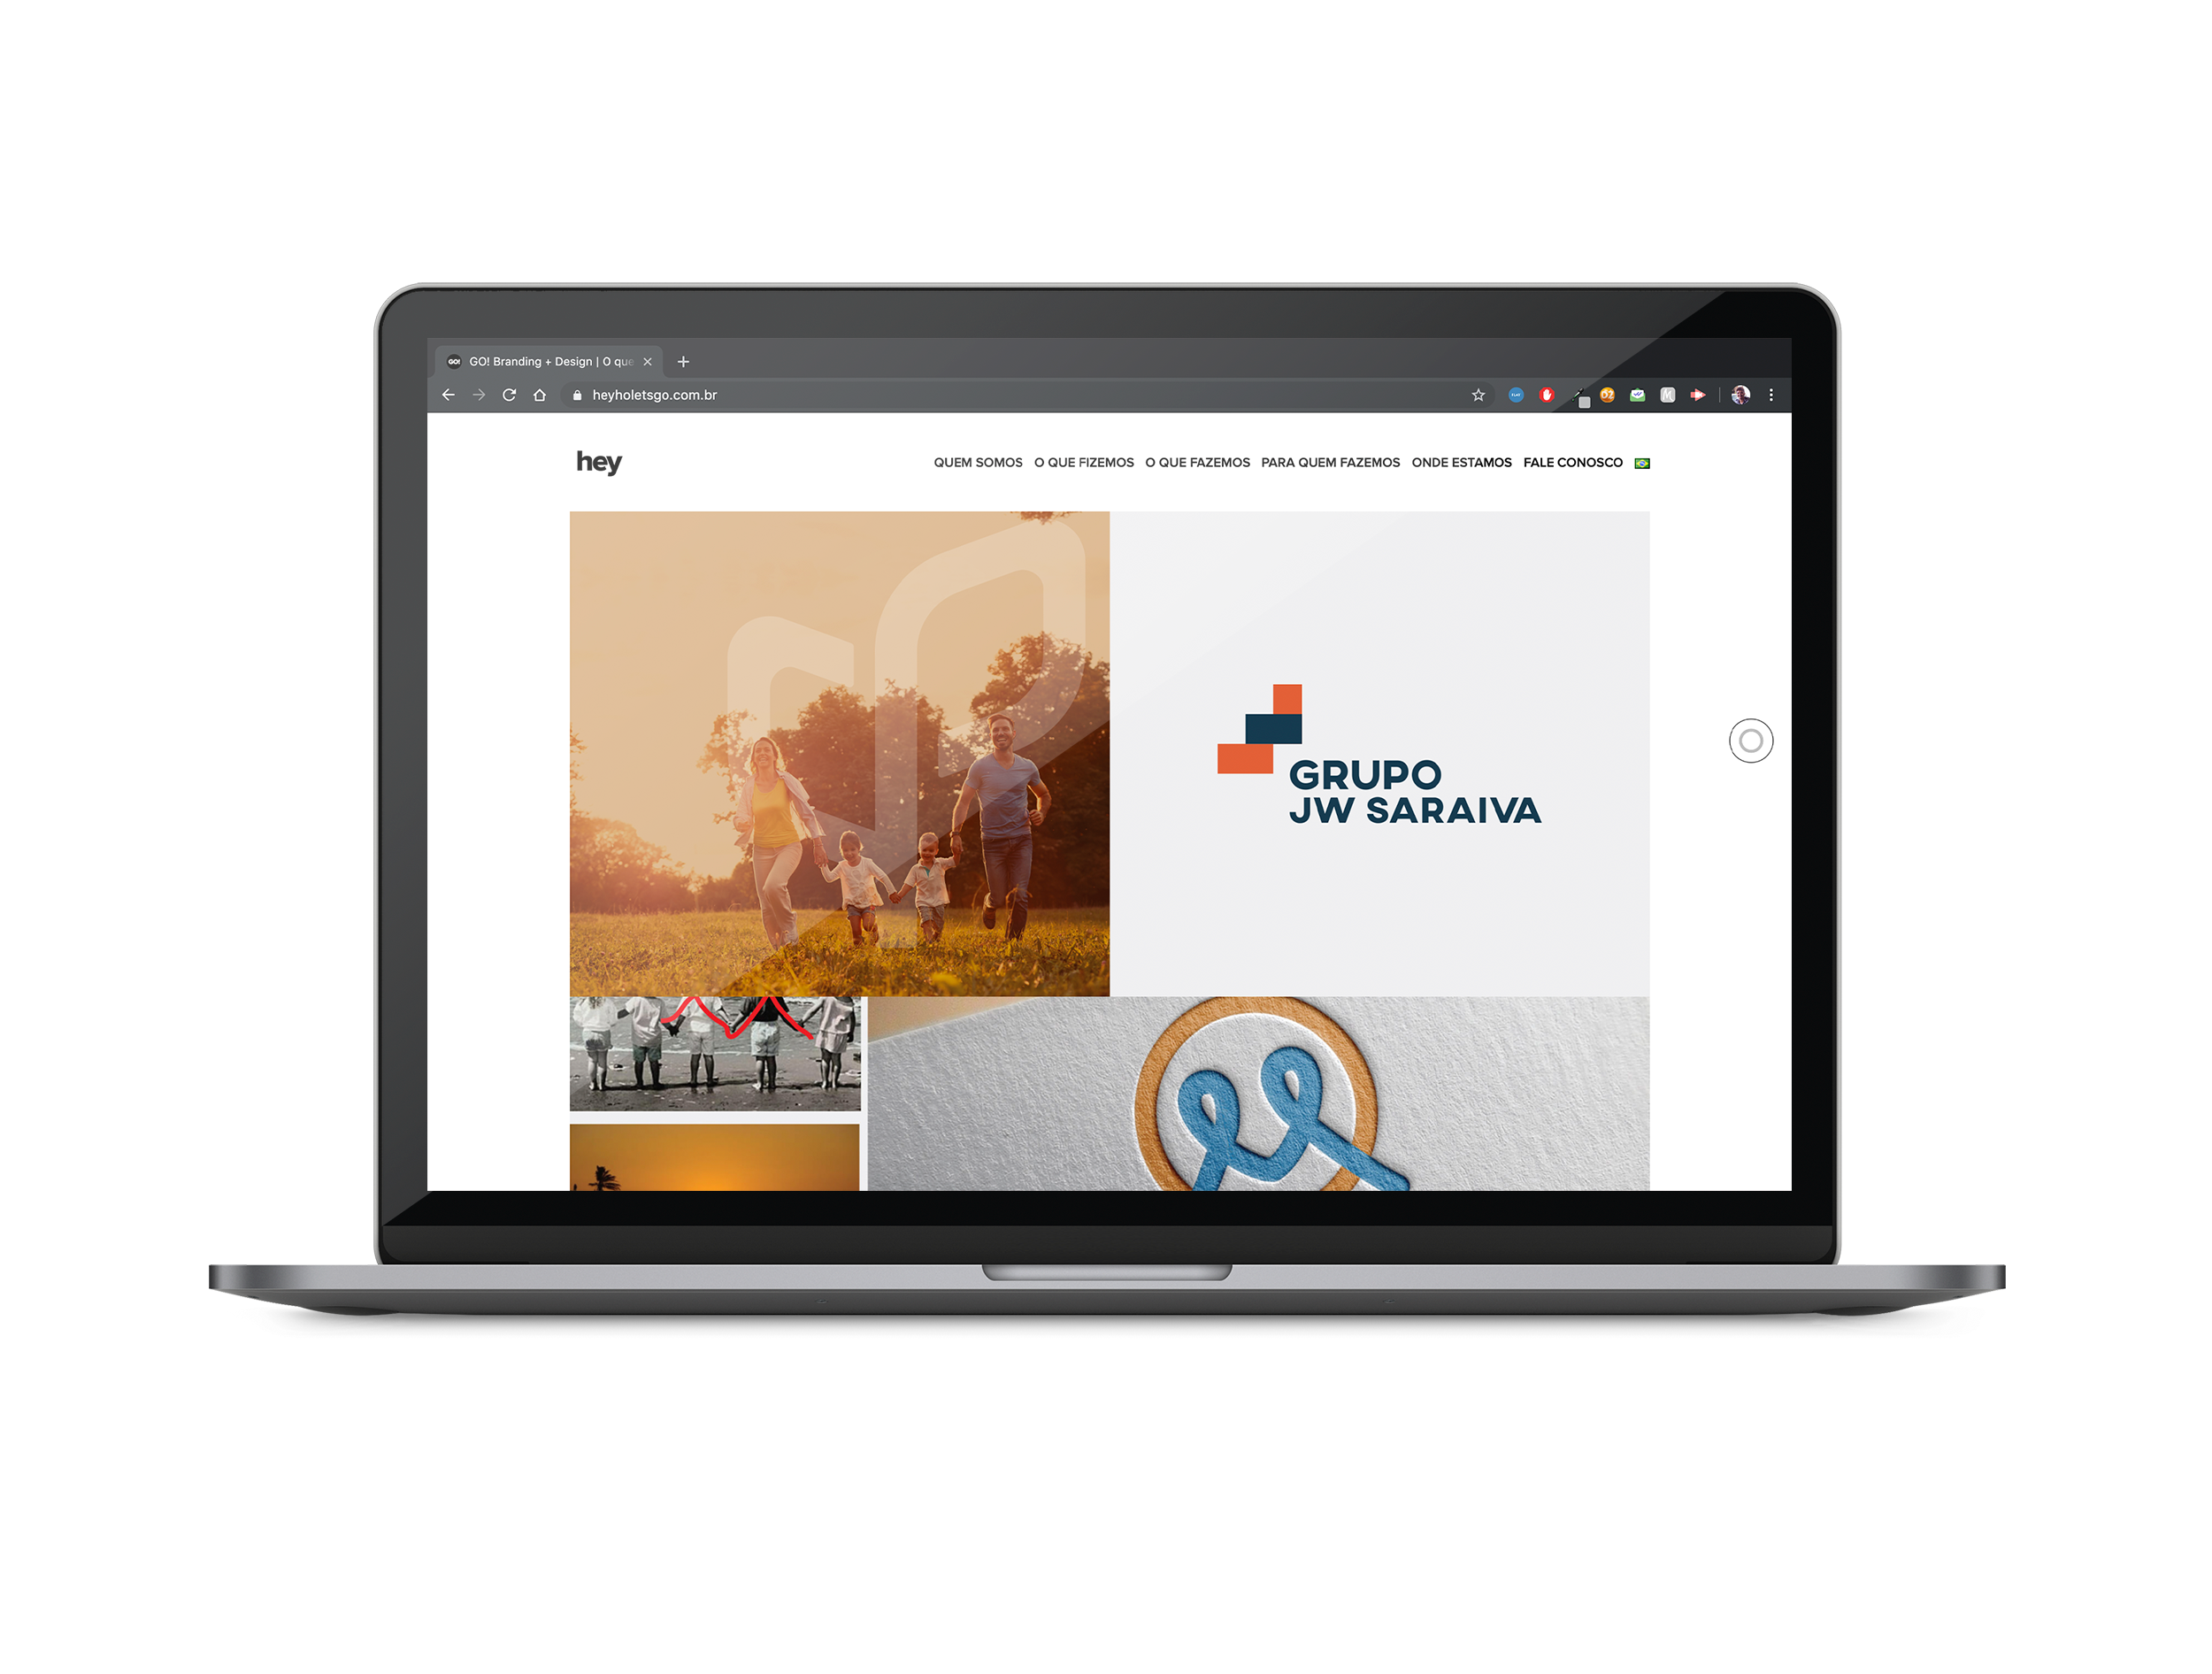 GO! Branding + Design | O que
heyholetsgo.com.br
hey
QUEM SOMOS O QUE FIZEMOS O QUE FAZEMOS PARA QUEM FAZEMOS ONDE ESTAMOS FALE CONOSCO
GRUPO
JW SARAIVA